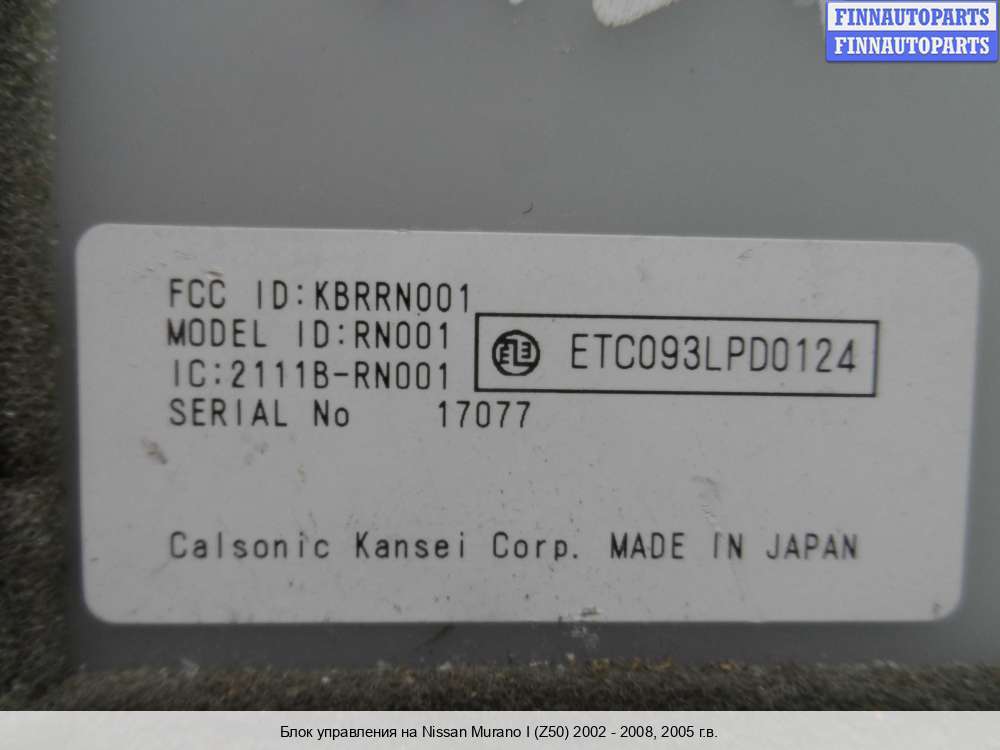 FINNAUTOPARTS
FINNAUTOPARTS
FCC ID:KBRRN001
MODEL ID:RN001
IC:2111B-RN001
ETC093LPD0124
SERIAL No 17077
Calsonic Kansei Corp. MADE IN JAPAN
Блок управления на Nissan Murano I (Z50) 2002 - 2008, 2005 г.в.